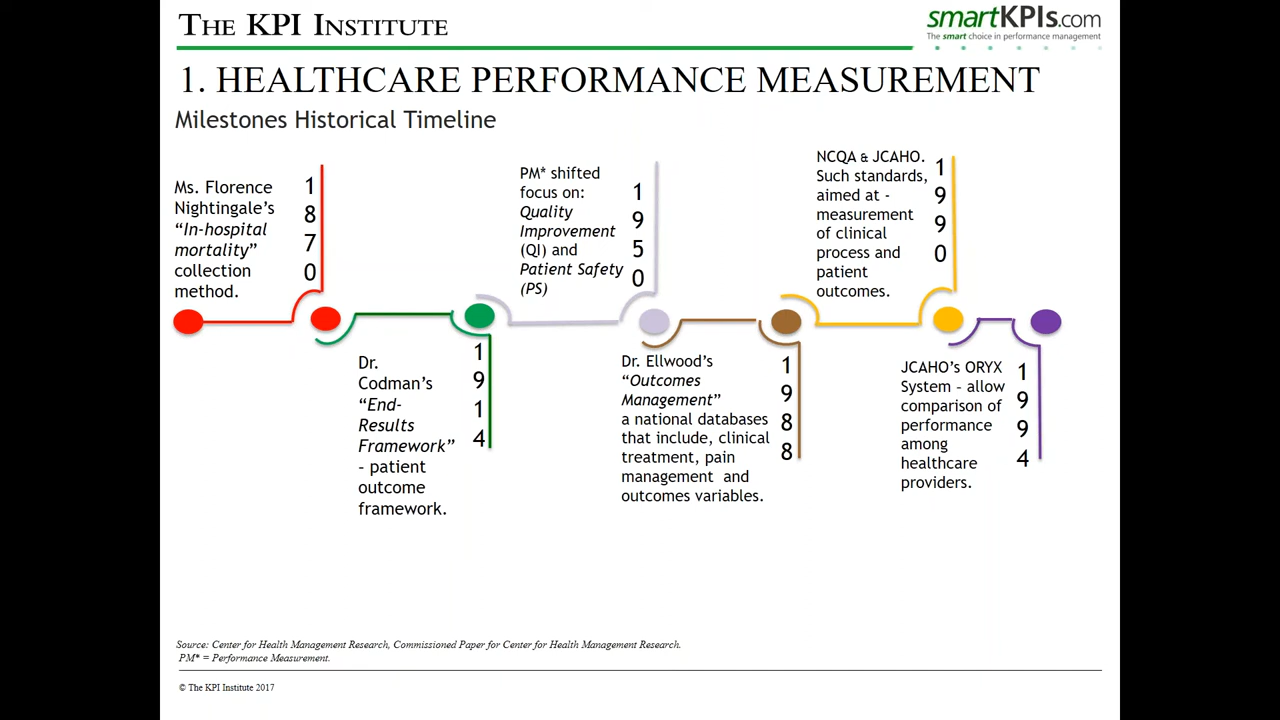 THE KPI INSTITUTE
smartKPIs.com
The smart choice in performance management
1. HEALTHCARE PERFORMANCE MEASUREMENT
Milestones Historical Timeline
Ms. Florence
Nightingale's
“In-hospital
mortality”
collection
method.
1
8
7
0
Dr.
Codman's
“End-
Results
Framework”
– patient
outcome
framework.
1
9
1
4
PM* shifted
focus on:
Quality
Improvement
(QI) and
Patient Safety
(PS)
1
9
5
0
Dr. Ellwood's
“Outcomes
Management”
a national databases
that include, clinical
treatment, pain
management and
outcomes variables.
1
9
8
8
NCQA & JCAHO.
Such standards,
aimed at -
measurement
of clinical
process and
patient
outcomes.
1
9
9
0
JCAHO's ORYX
System – allow
comparison of
performance
among
healthcare
providers.
1
9
9
4
Source: Center for Health Management Research, Commissioned Paper for Center for Health Management Research.
PM* = Performance Measurement.
© The KPI Institute 2017